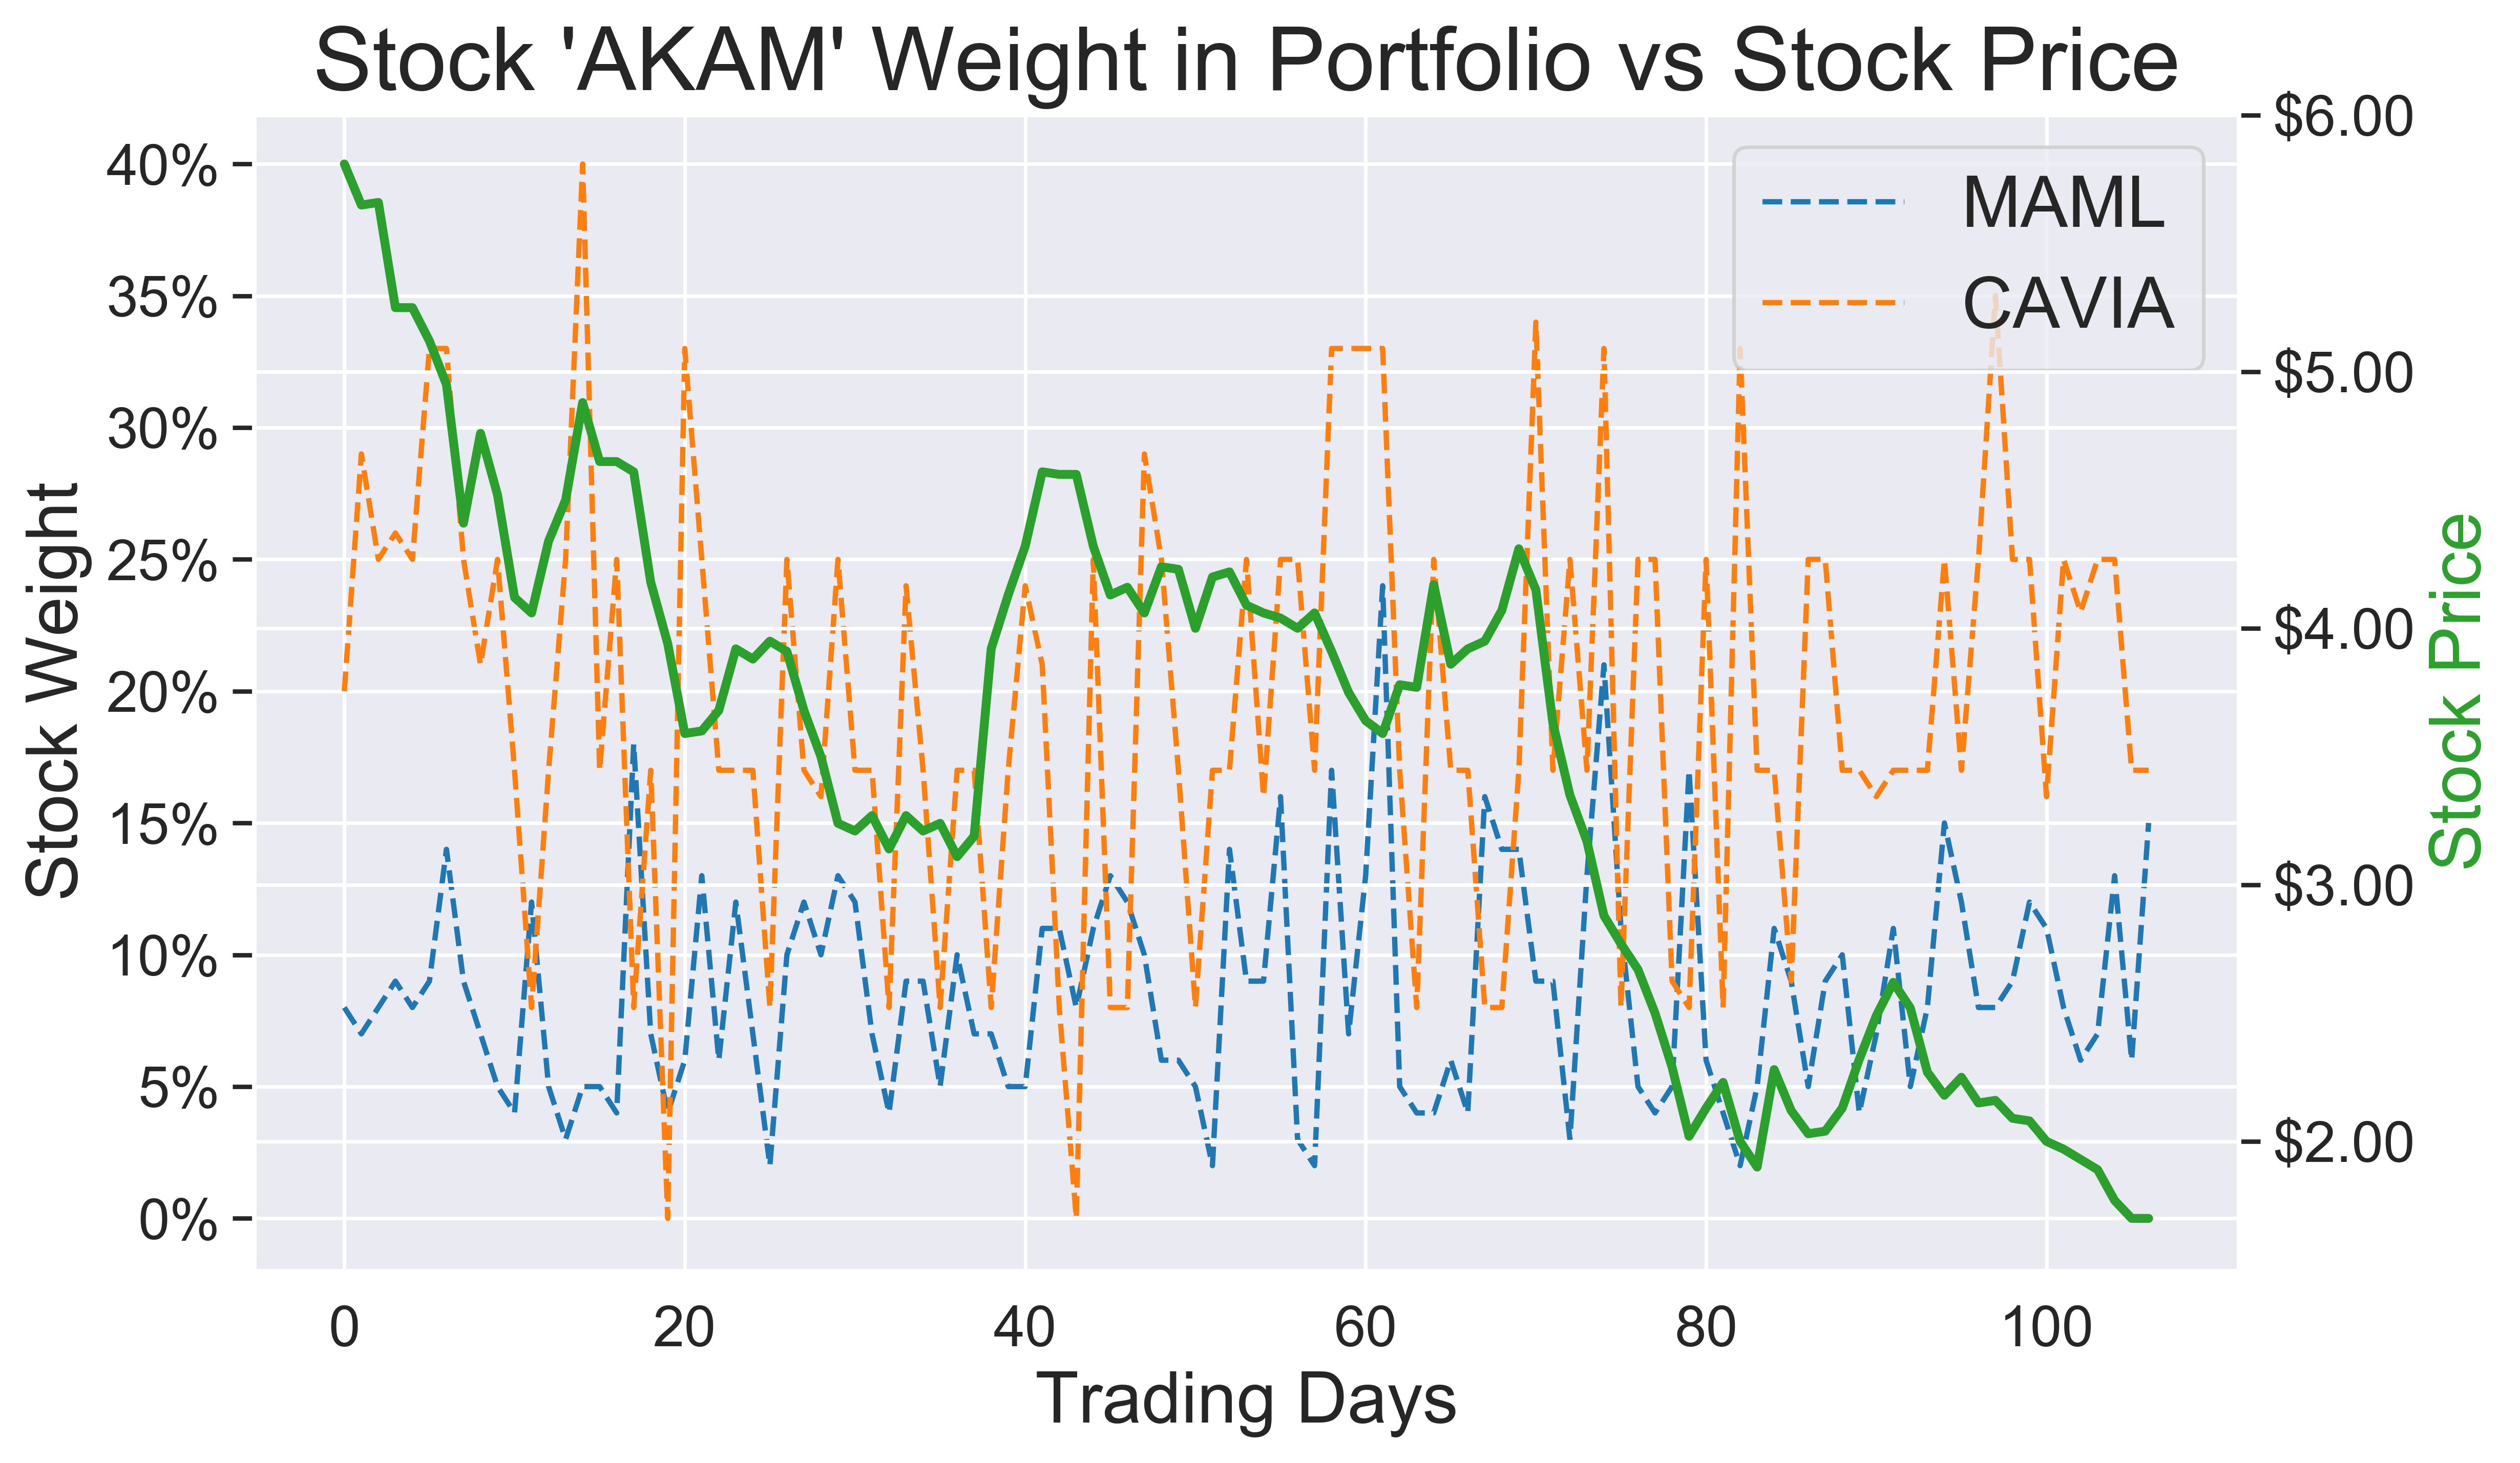 Stock 'AKAM' Weight in Portfolio vs Stock Price
MAML
CAVIA
Stock Weight
40%
35%
30%
25%
20%
15%
10%
5%
0%
$6.00
$5.00
$4.00
$3.00
$2.00
Stock Price
0 20 40 60 80 100
Trading Days